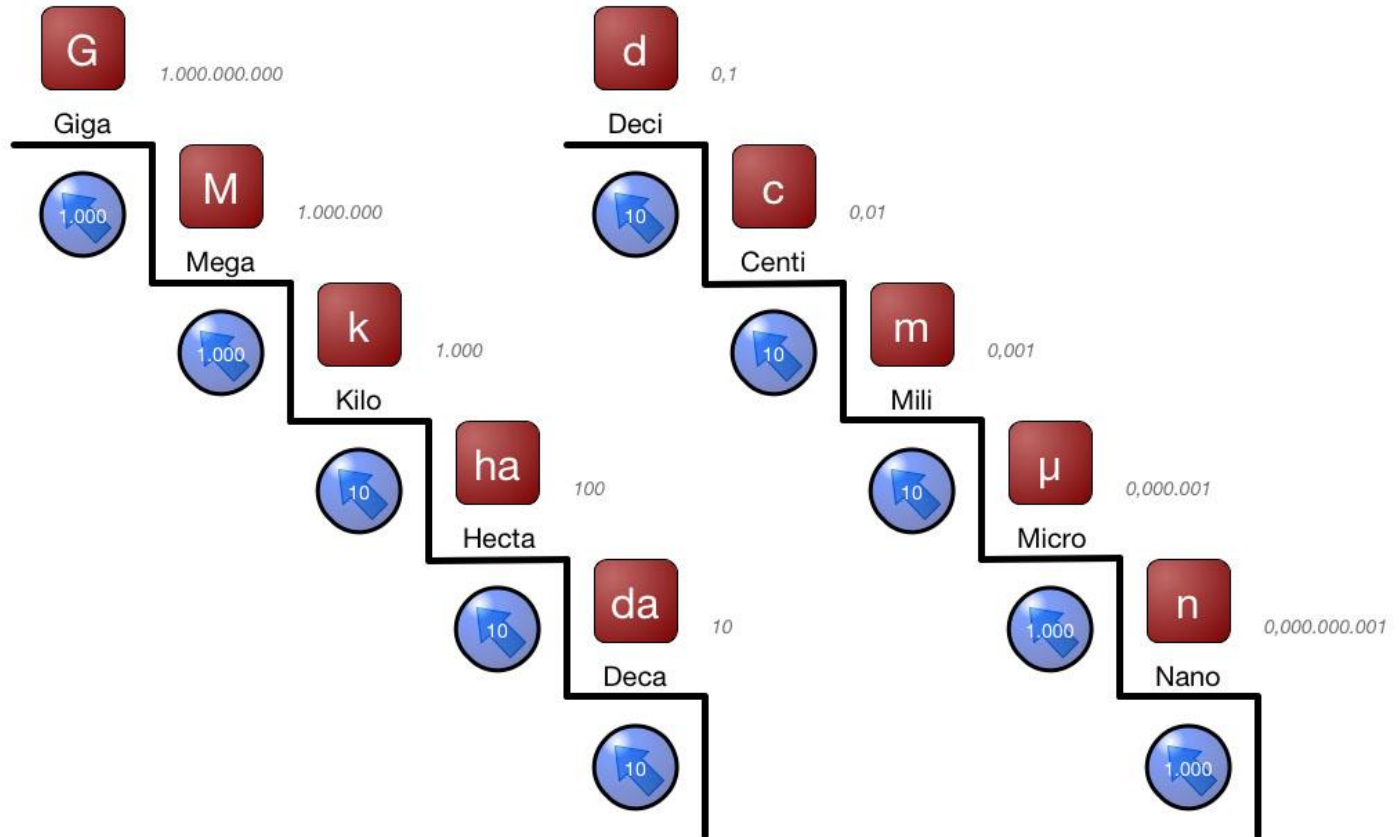 G
1.000.000.000
Giga
1.000
M
1.000.000
Mega
1.000
k
1.000
Kilo
10
ha
100
Hecta
10
da
10
Deca
10
d
0,1
Deci
10
c
0,01
Centi
10
m
0,001
Mili
10
µ
0,000.001
Micro
1.000
n
0,000.000.001
Nano
1.000